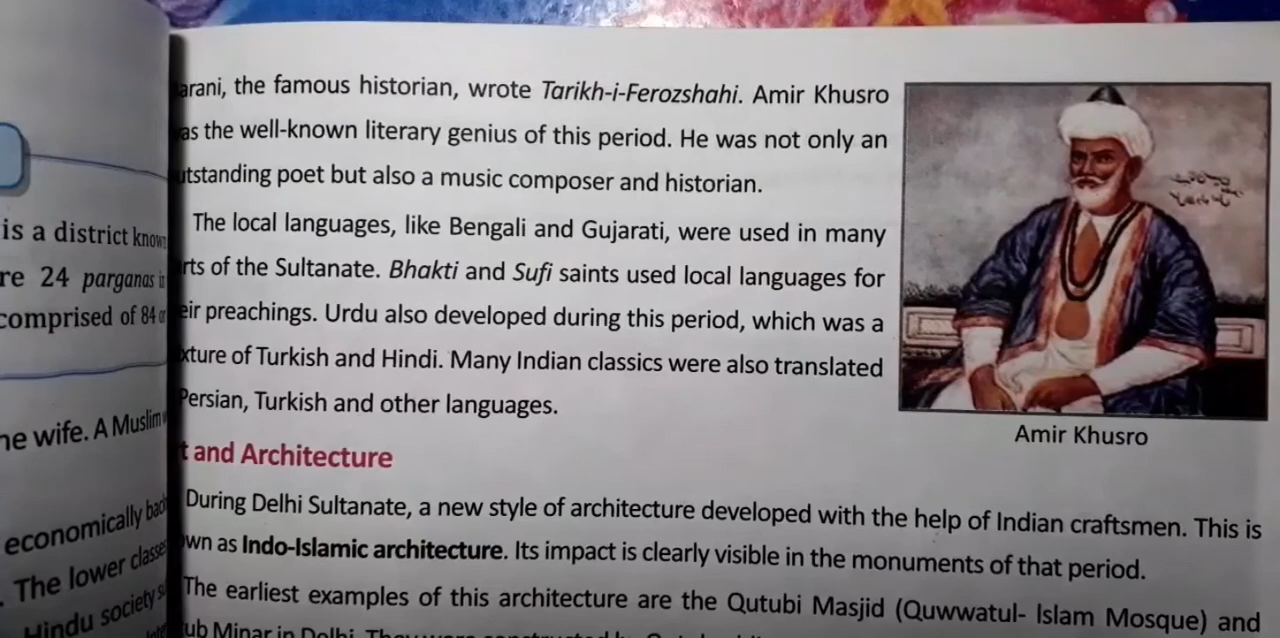 is a district known
re 24 parganas
comprised of 84
he wife. A Muslim
economically
The lower classes
Hindu society
the famous historian, wrote Tarikh-i-Ferozshahi. Amir Khusro
as the well-known literary genius of this period. He was not only an
utstanding poet but also a music composer and historian.
The local languages, like Bengali and Gujarati, were used in many
rts of the Sultanate. Bhakti and Sufi saints used local languages for
eir preachings. Urdu also developed during this period, which was a
xture of Turkish and Hindi. Many Indian classics were also translated
Persian, Turkish and other languages.
Amir Khusro
t and Architecture
During Delhi Sultanate, a new style of architecture developed with the help of Indian craftsmen. This is
wn as Indo-Islamic architecture. Its impact is clearly visible in the monuments of that period.
The earliest examples of this architecture are the Qutubi Masjid (Quwwatul- Islam Mosque) and
ub Minar in Delhi.